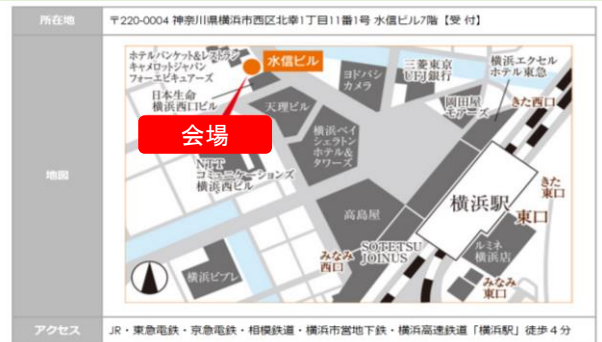 所在地
〒220-0004 神奈川県横浜市西区北幸1丁目11番1号 水信ビル7階【受 付】
地図
ホテルバンケット&レストラン
キャメロットジャパン
フォーエビキュアーズ
水信ビル
日本生命
横浜西口ビル
天理ビル
ヨドバシ
カメラ
三菱東京
UFJ銀行
横浜エクセル
ホテル東急
岡田屋
モアーズ
きた西口
会場
横浜ベイ
シェラトン
ホテル&
タワーズ
NTT
コミュニケーションズ
横浜西ビル
高島屋
横浜駅
きた
東口
東口
SOTETSU
JOINUS
みなみ
西口
ルミネ
横浜店
みなみ
東口
横浜ビブレ
アクセス
JR・東急電鉄・京急電鉄・相模鉄道・横浜市営地下鉄・横浜高速鉄道「横浜駅」徒歩4分